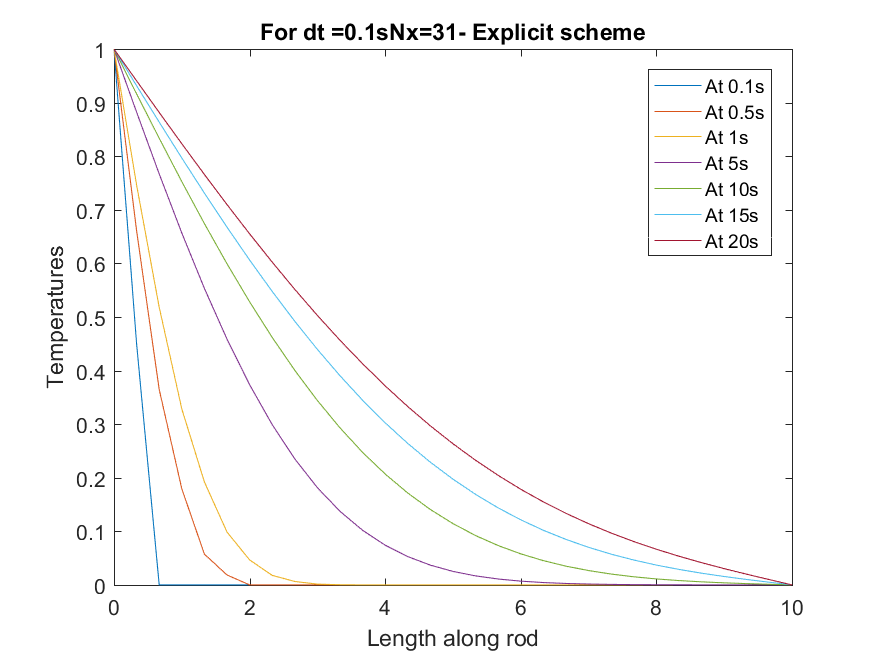 For dt =0.1sNx=31- Explicit scheme
1
0.9
0.8
0.7
0.6
0.5
0.4
0.3
0.2
0.1
0
Temperatures
At 0.1s
At 0.5s
At 1s
At 5s
At 10s
At 15s
At 20s
0 2 4 6 8 10
Length along rod